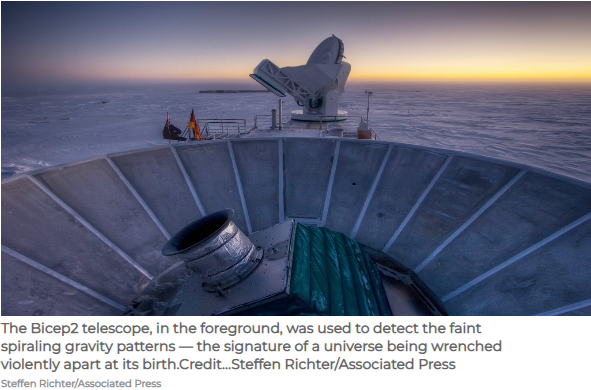 The Bicep2 telescope, in the foreground, was used to detect the faint
spiraling gravity patterns — the signature of a universe being wrenched
violently apart at its birth.Credit...Steffen Richter/Associated Press
Steffen Richter/Associated Press